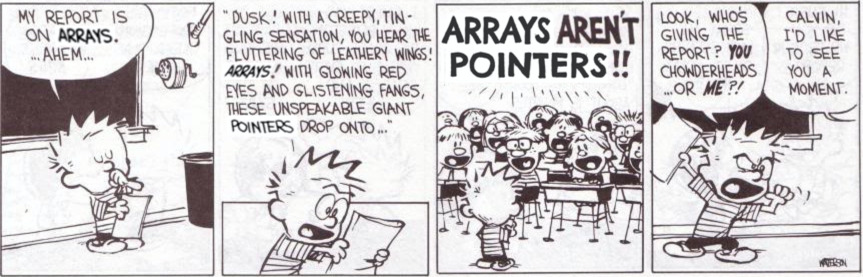 MY REPORT IS
ON ARRAYS.
...AHEM...
"DUSK! WITH A CREEPY, TIN-
GLING SENSATION, YOU HEAR THE
FLUTTERING OF LEATHERY WINGS!
ARRAYS! WITH GLOWING RED
EYES AND GLISTENING FANGS,
THESE UNSPEAKABLE GIANT
POINTERS DROP ONTO..."
ARRAYS AREN'T
POINTERS!!
LOOK, WHO'S
GIVING THE
REPORT? YOU
CHOWDERHEADS
...OR ME?!
CALVIN,
I'D LIKE
TO SEE
YOU A
MOMENT.
WATERSON